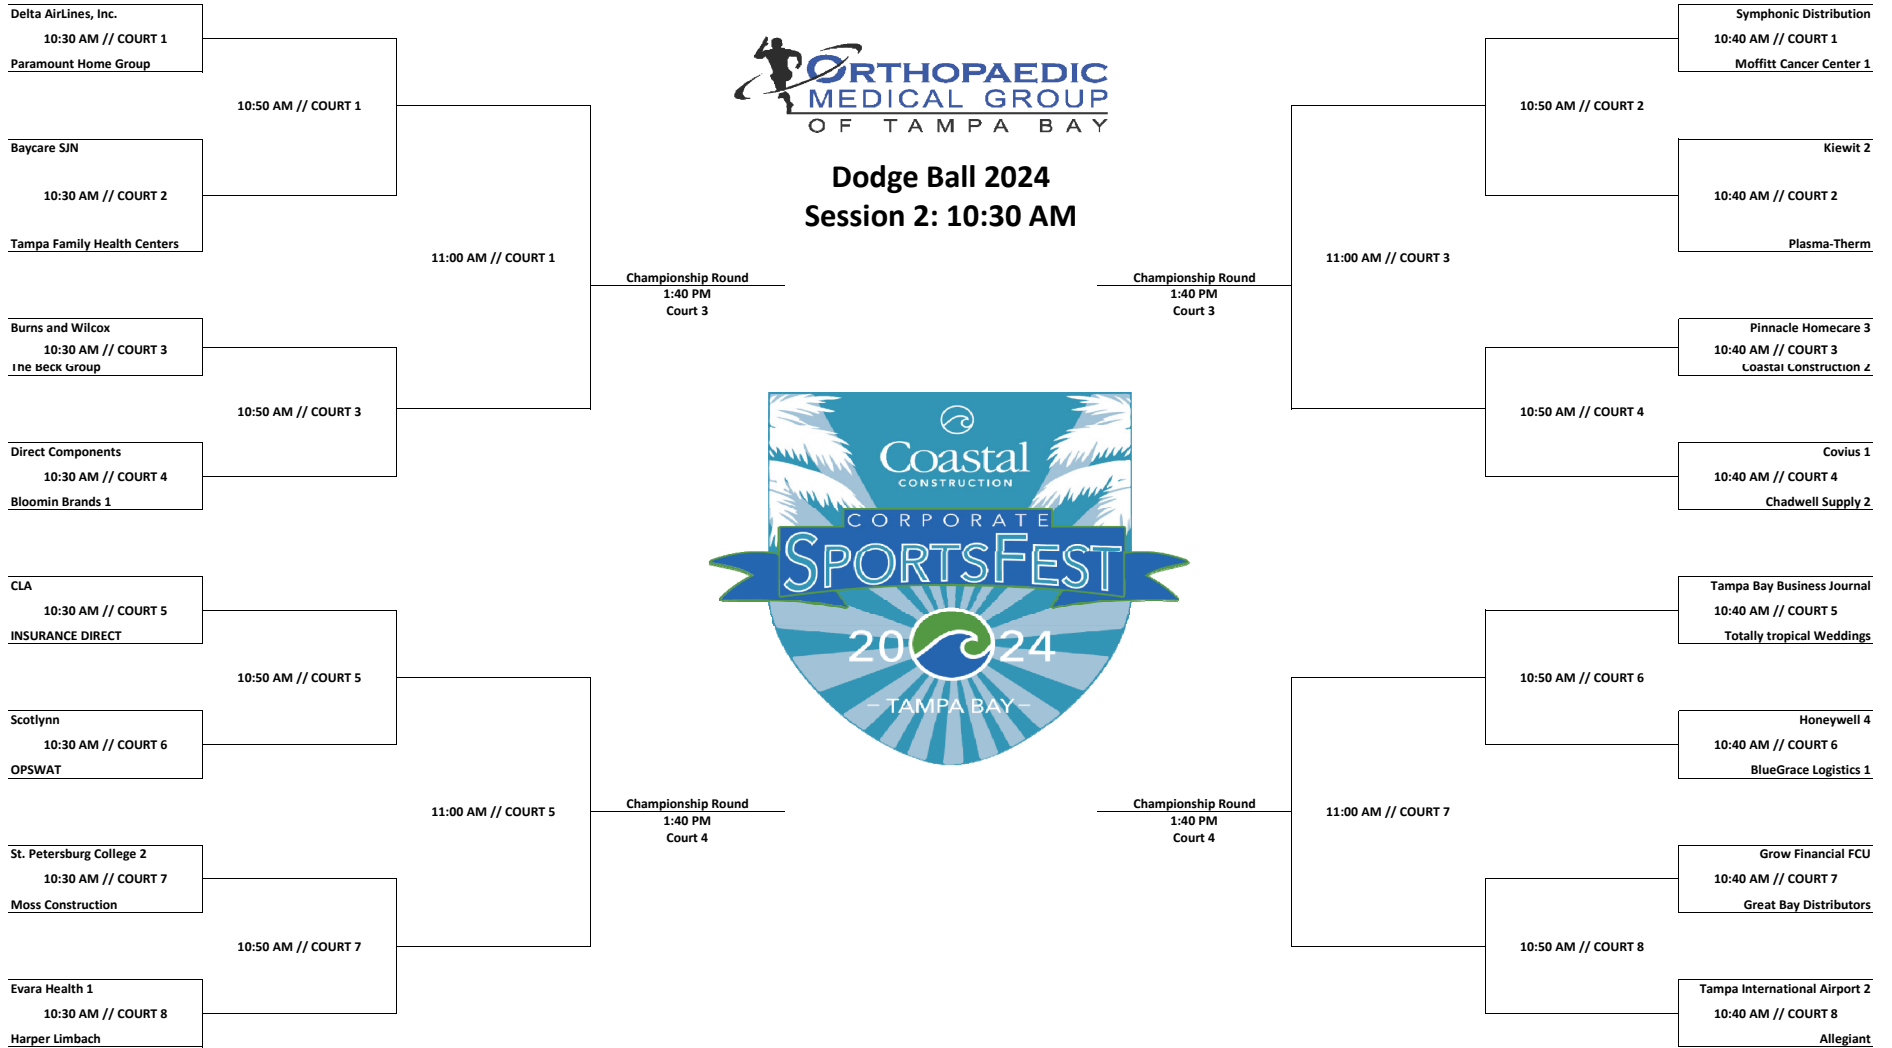 Delta AirLines, Inc.
10:30 AM // COURT 1
Paramount Home Group
10:50 AM // COURT 1
Baycare SJN
10:30 AM // COURT 2
Tampa Family Health Centers
11:00 AM // COURT 1
Burns and Wilcox
10:30 AM // COURT 3
The Beck Group
10:50 AM // COURT 3
Direct Components
10:30 AM // COURT 4
Bloomin Brands 1
Championship Round
1:40 PM
Court 3
CLA
10:30 AM // COURT 5
INSURANCE DIRECT
10:50 AM // COURT 5
Scotlynn
10:30 AM // COURT 6
OPSWAT
11:00 AM // COURT 5
St. Petersburg College 2
10:30 AM // COURT 7
Moss Construction
10:50 AM // COURT 7
Evara Health 1
10:30 AM // COURT 8
Harper Limbach
Championship Round
1:40 PM
Court 4
ORTHOPAEDIC
MEDICAL GROUP
OF TAMPA BAY
Dodge Ball 2024
Session 2: 10:30 AM
Coastal
CONSTRUCTION
CORPORATE
SPORTSFEST
20 24
– TAMPA BAY –
Symphonic Distribution
10:40 AM // COURT 1
Moffitt Cancer Center 1
10:50 AM // COURT 2
Kiewit 2
10:40 AM // COURT 2
Plasma-Therm
11:00 AM // COURT 3
Championship Round
1:40 PM
Court 3
Pinnacle Homecare 3
10:40 AM // COURT 3
Coastal Construction 2
10:50 AM // COURT 4
Covius 1
10:40 AM // COURT 4
Chadwell Supply 2
Tampa Bay Business Journal
10:40 AM // COURT 5
Totally tropical Weddings
10:50 AM // COURT 6
Honeywell 4
10:40 AM // COURT 6
BlueGrace Logistics 1
11:00 AM // COURT 7
Championship Round
1:40 PM
Court 4
Grow Financial FCU
10:40 AM // COURT 7
Great Bay Distributors
10:50 AM // COURT 8
Tampa International Airport 2
10:40 AM // COURT 8
Allegiant